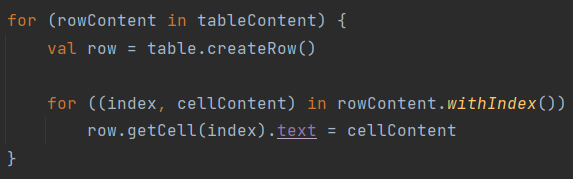 for (rowContent in tableContent) {
    val row = table.createRow()

    for ((index, cellContent) in rowContent.withIndex())
        row.getCell(index).text = cellContent
}